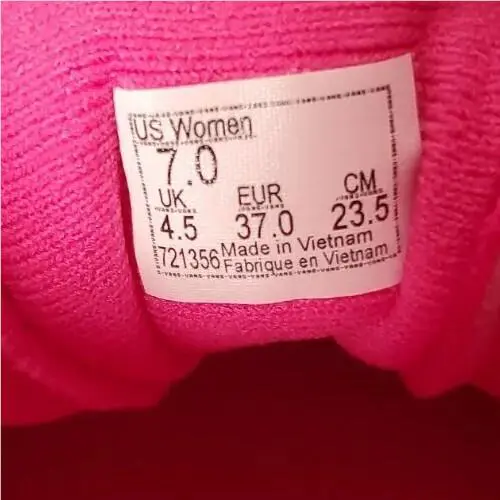 US Women
7.0
UK EUR CM
4.5 37.0 23.5
721356 Made in Vietnam
Fabrique en Vietnam